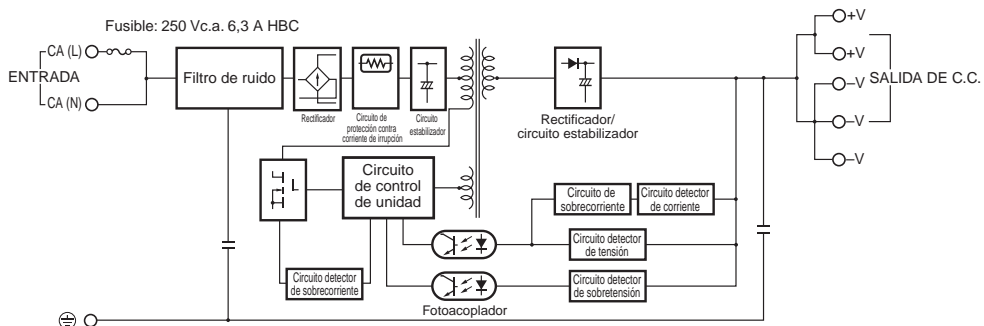 Fusible: 250 Vc.a. 6,3 A HBC
CA (L)
ENTRADA
CA (N)
Filtro de ruido
Rectificador
Circuito de
protección contra
corriente de irrupción
Circuito
estabilizador
Rectificador/
circuito estabilizador
+V
+V
–V
–V
–V
SALIDA DE C.C.
Circuito
de control
de unidad
Circuito de
sobrecorriente
Circuito detector
de corriente
Circuito detector
de tensión
Circuito detector
de sobrecorriente
Circuito detector
de sobretensión
Fotoacoplador